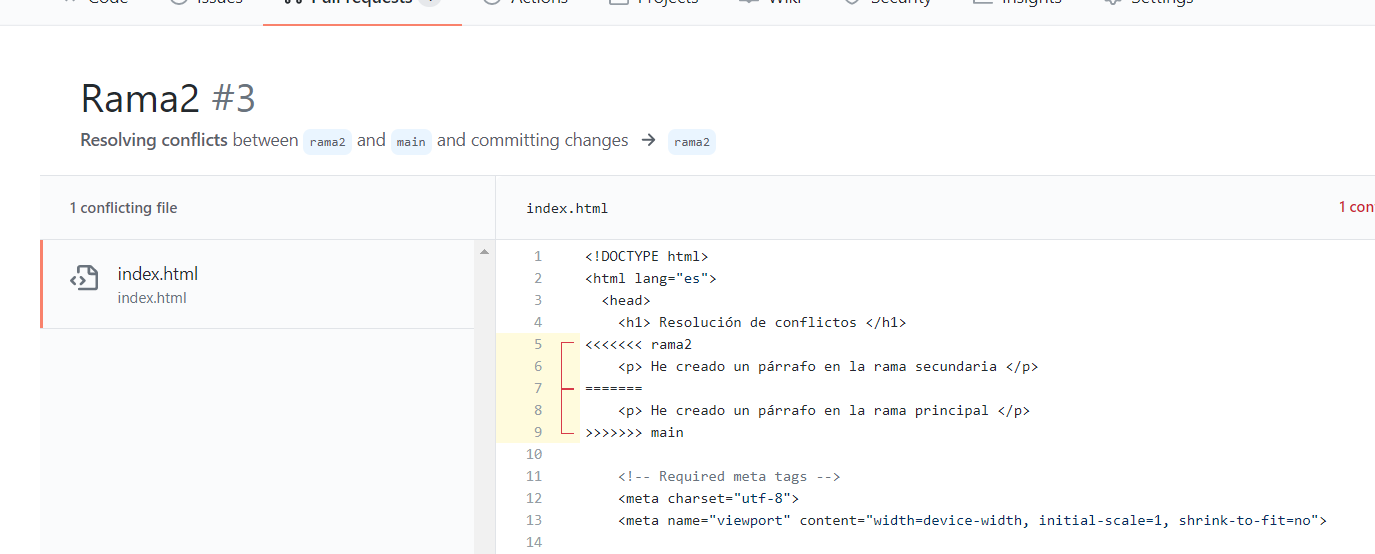 Code Issues Pull requests Actions Projects Wiki Security Insights Settings
Rama2 #3
Resolving conflicts between rama2 and main and committing changes → rama2
1 conflicting file
index.html
index.html
index.html
1 con
1 <!DOCTYPE html>
2 <html lang="es">
3 <head>
4 <h1> Resolución de conflictos </h1>
5 <<<<<<< rama2
6 <p> He creado un párrafo en la rama secundaria </p>
7 =======
8 <p> He creado un párrafo en la rama principal </p>
9 >>>>>>> main
10
11 <!-- Required meta tags -->
12 <meta charset="utf-8">
13 <meta name="viewport" content="width=device-width, initial-scale=1, shrink-to-fit=no">
14